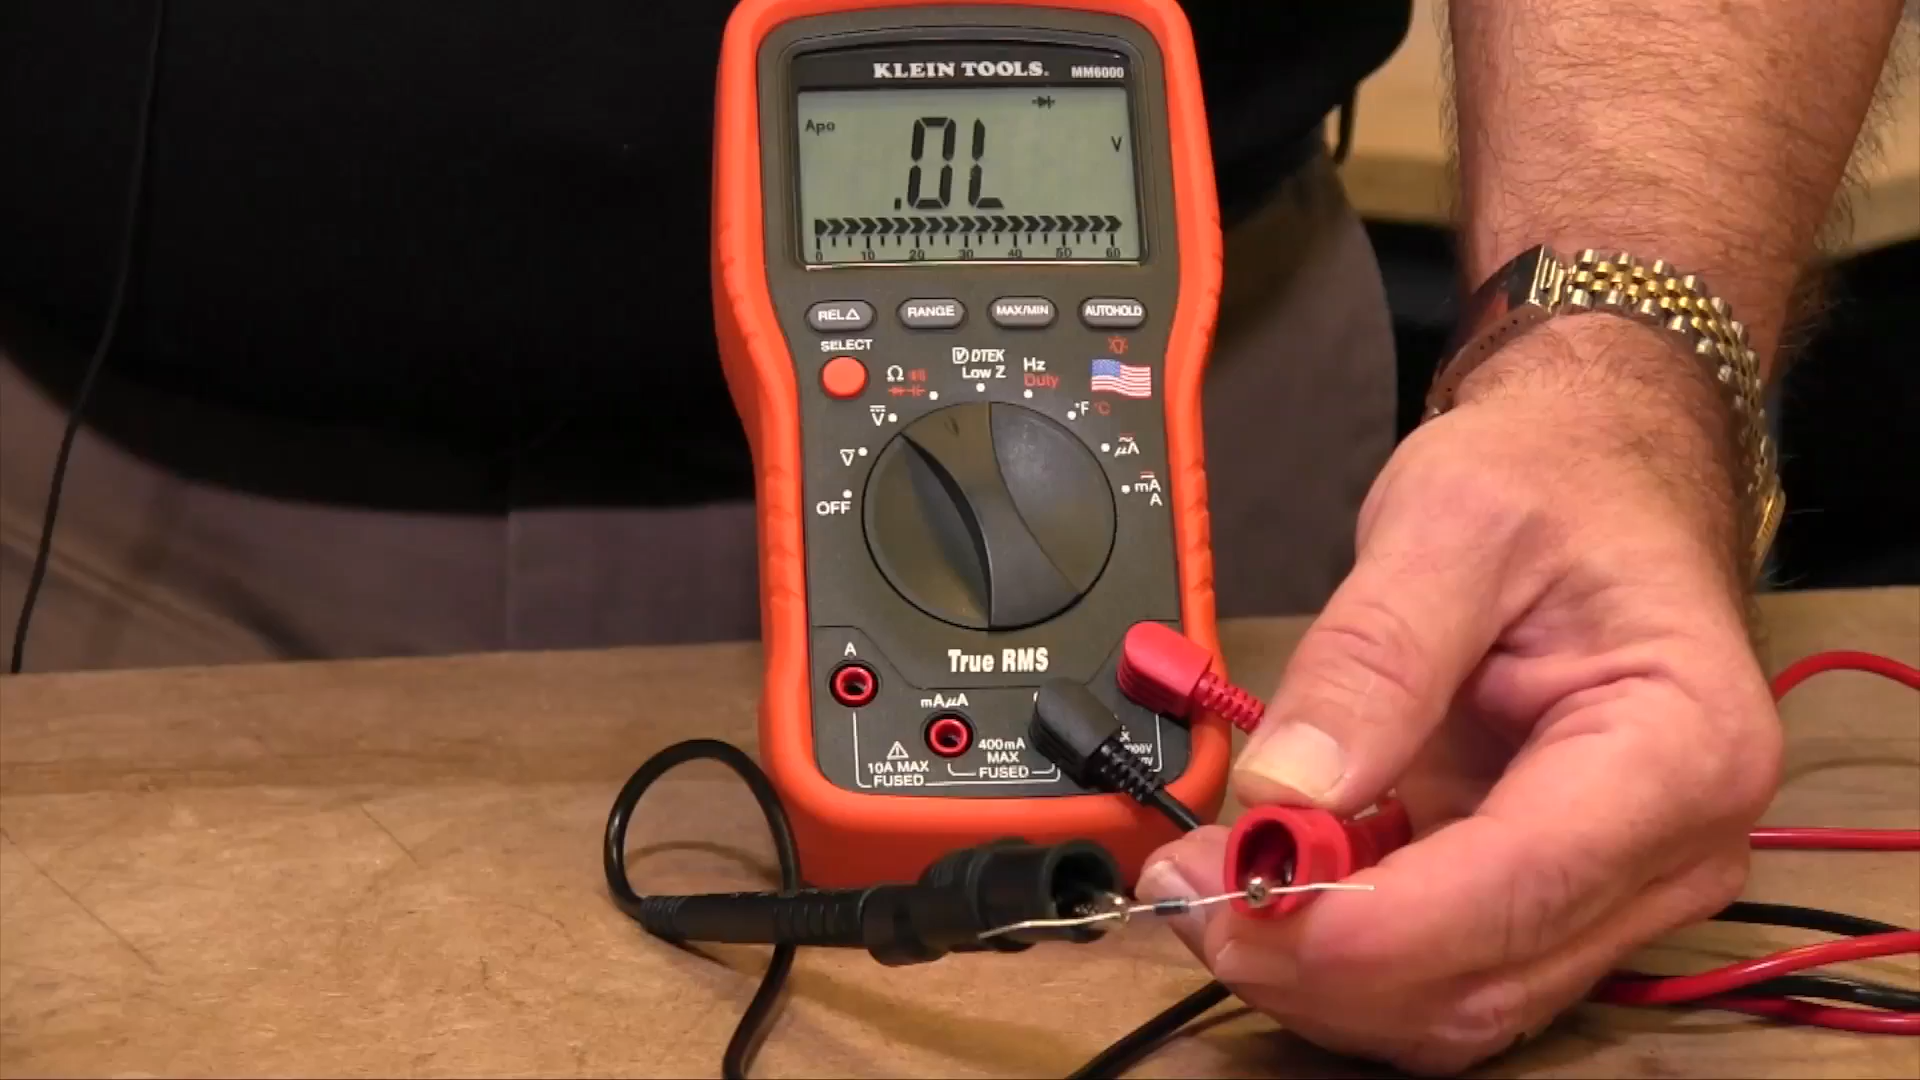 KLEIN TOOLS. MM6000
Apo
.0L
V
0 10 20 30 40 50 60
REL△ RANGE MAX/MIN AUTOHOLD
SELECT
Ω
V DTEK
Low Z
Hz
Duty
°F °C
V
V
OFF
μA
mA
A
True RMS
A
mAμA
10A MAX
FUSED
400mA
MAX
FUSED